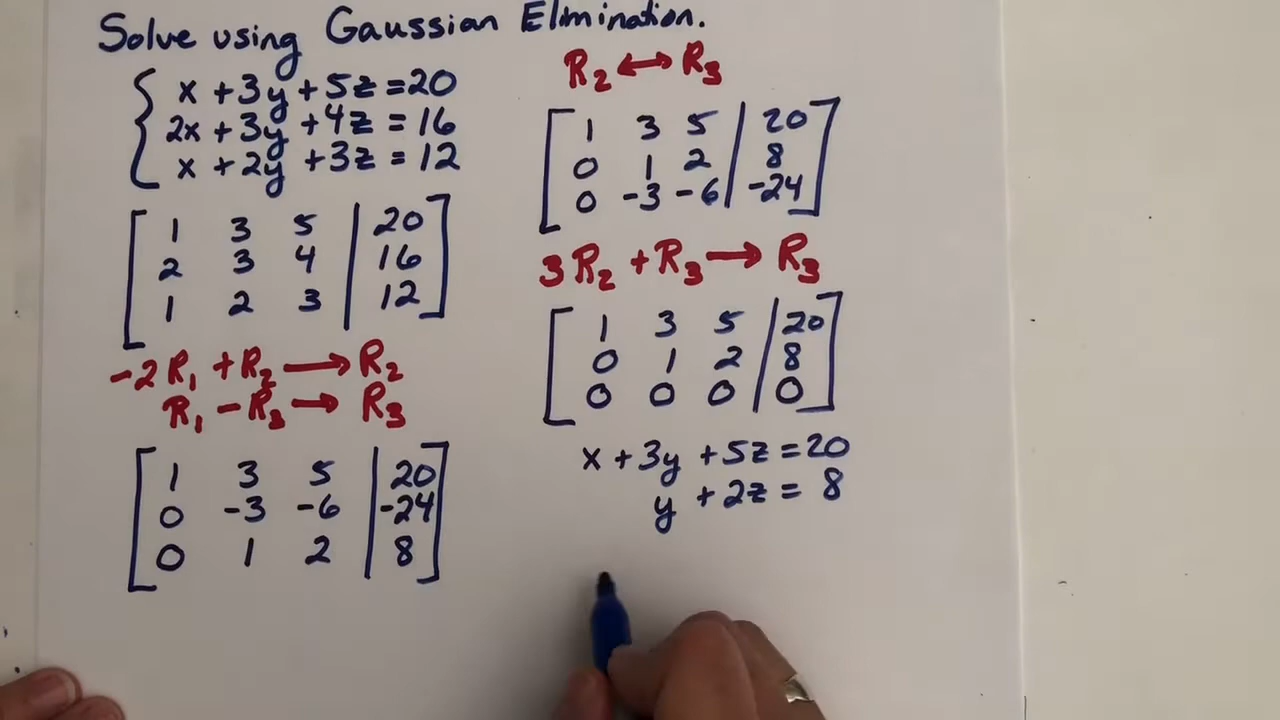 Solve using Gaussian Elimination.
x + 3y + 5z = 20
2x + 3y + 4z = 16
x + 2y + 3z = 12
1 3 5 | 20
2 3 4 | 16
1 2 3 | 12
-2R₁ + R₂ → R₂
R₁ - R₃ → R₃
1 3 5 | 20
0 -3 -6 | -24
0 1 2 | 8
R₂ ↔ R₃
1 3 5 | 20
0 1 2 | 8
0 -3 -6 | -24
3R₂ + R₃ → R₃
1 3 5 | 20
0 1 2 | 8
0 0 0 | 0
x + 3y + 5z = 20
y + 2z = 8